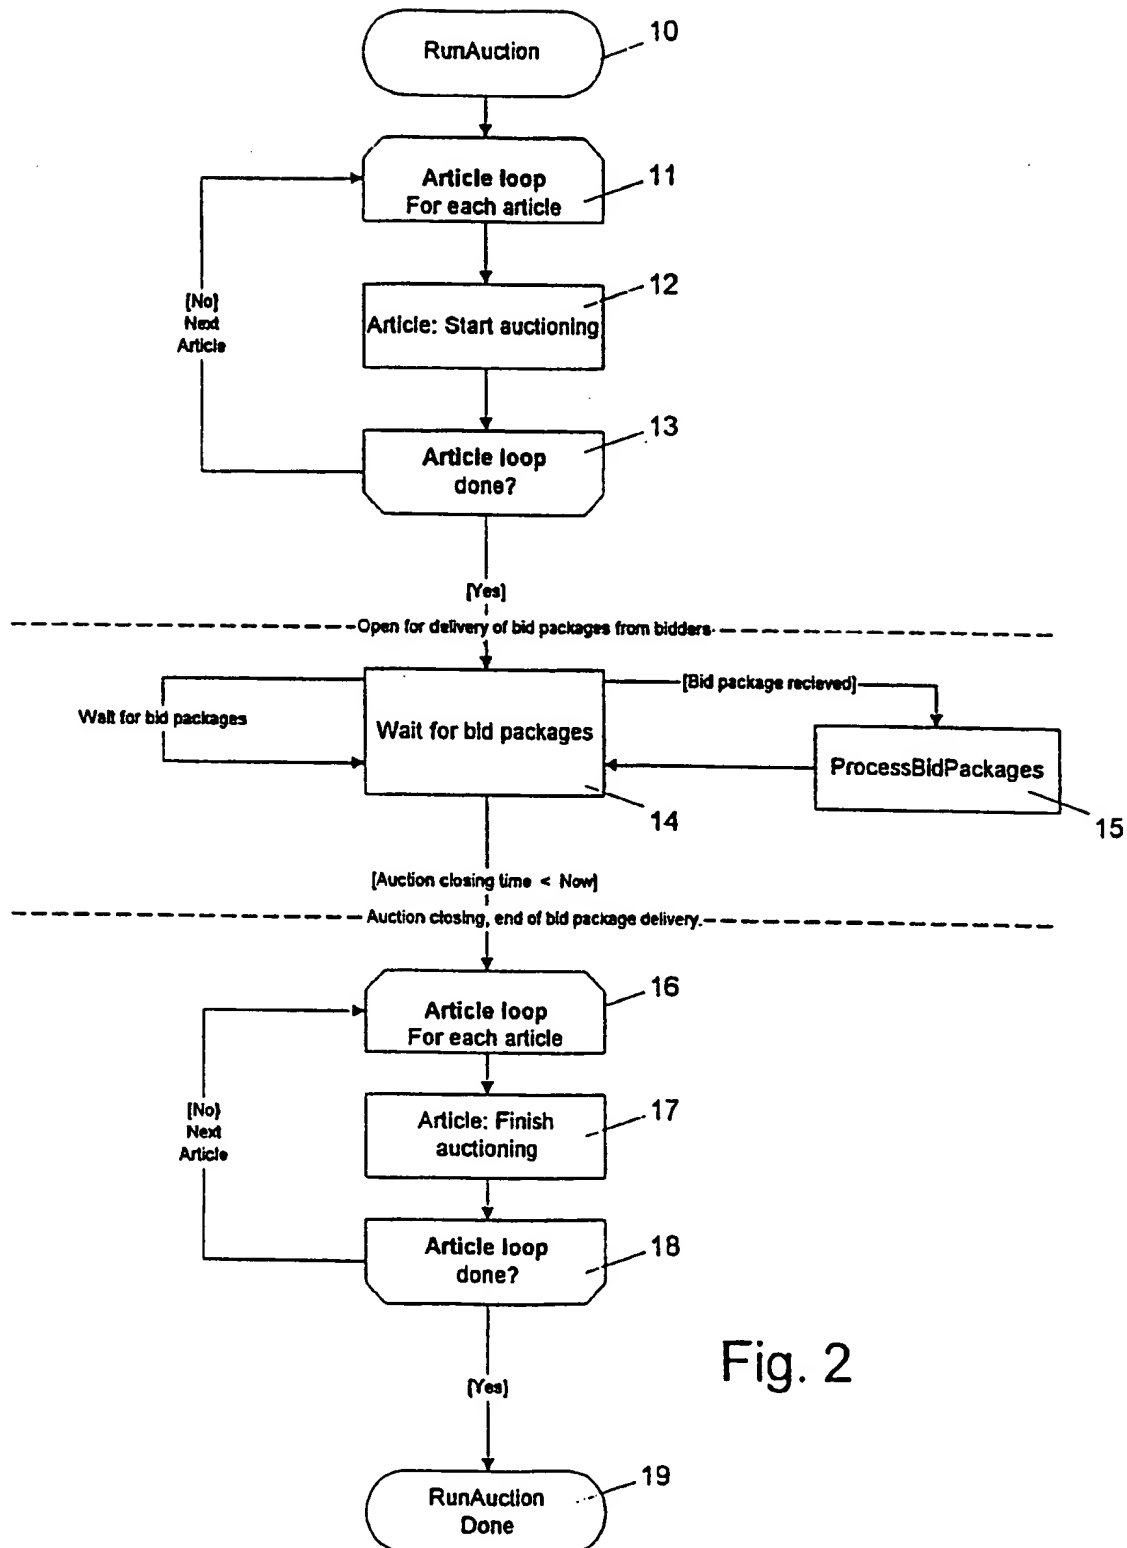 RunAuction
10
Article loop
For each article
11
12
Article: Start auctioning
[No]
Next
Article
13
Article loop
done?
[Yes]
Open for delivery of bid packages from bidders
[Bid package recieved]
Wait for bid packages
Wait for bid packages
ProcessBidPackages
14
15
[Auction closing time < Now]
Auction closing, end of bid package delivery.
16
Article loop
For each article
17
Article: Finish
auctioning
[No]
Next
Article
18
Article loop
done?
Fig. 2
[Yes]
19
RunAuction
Done